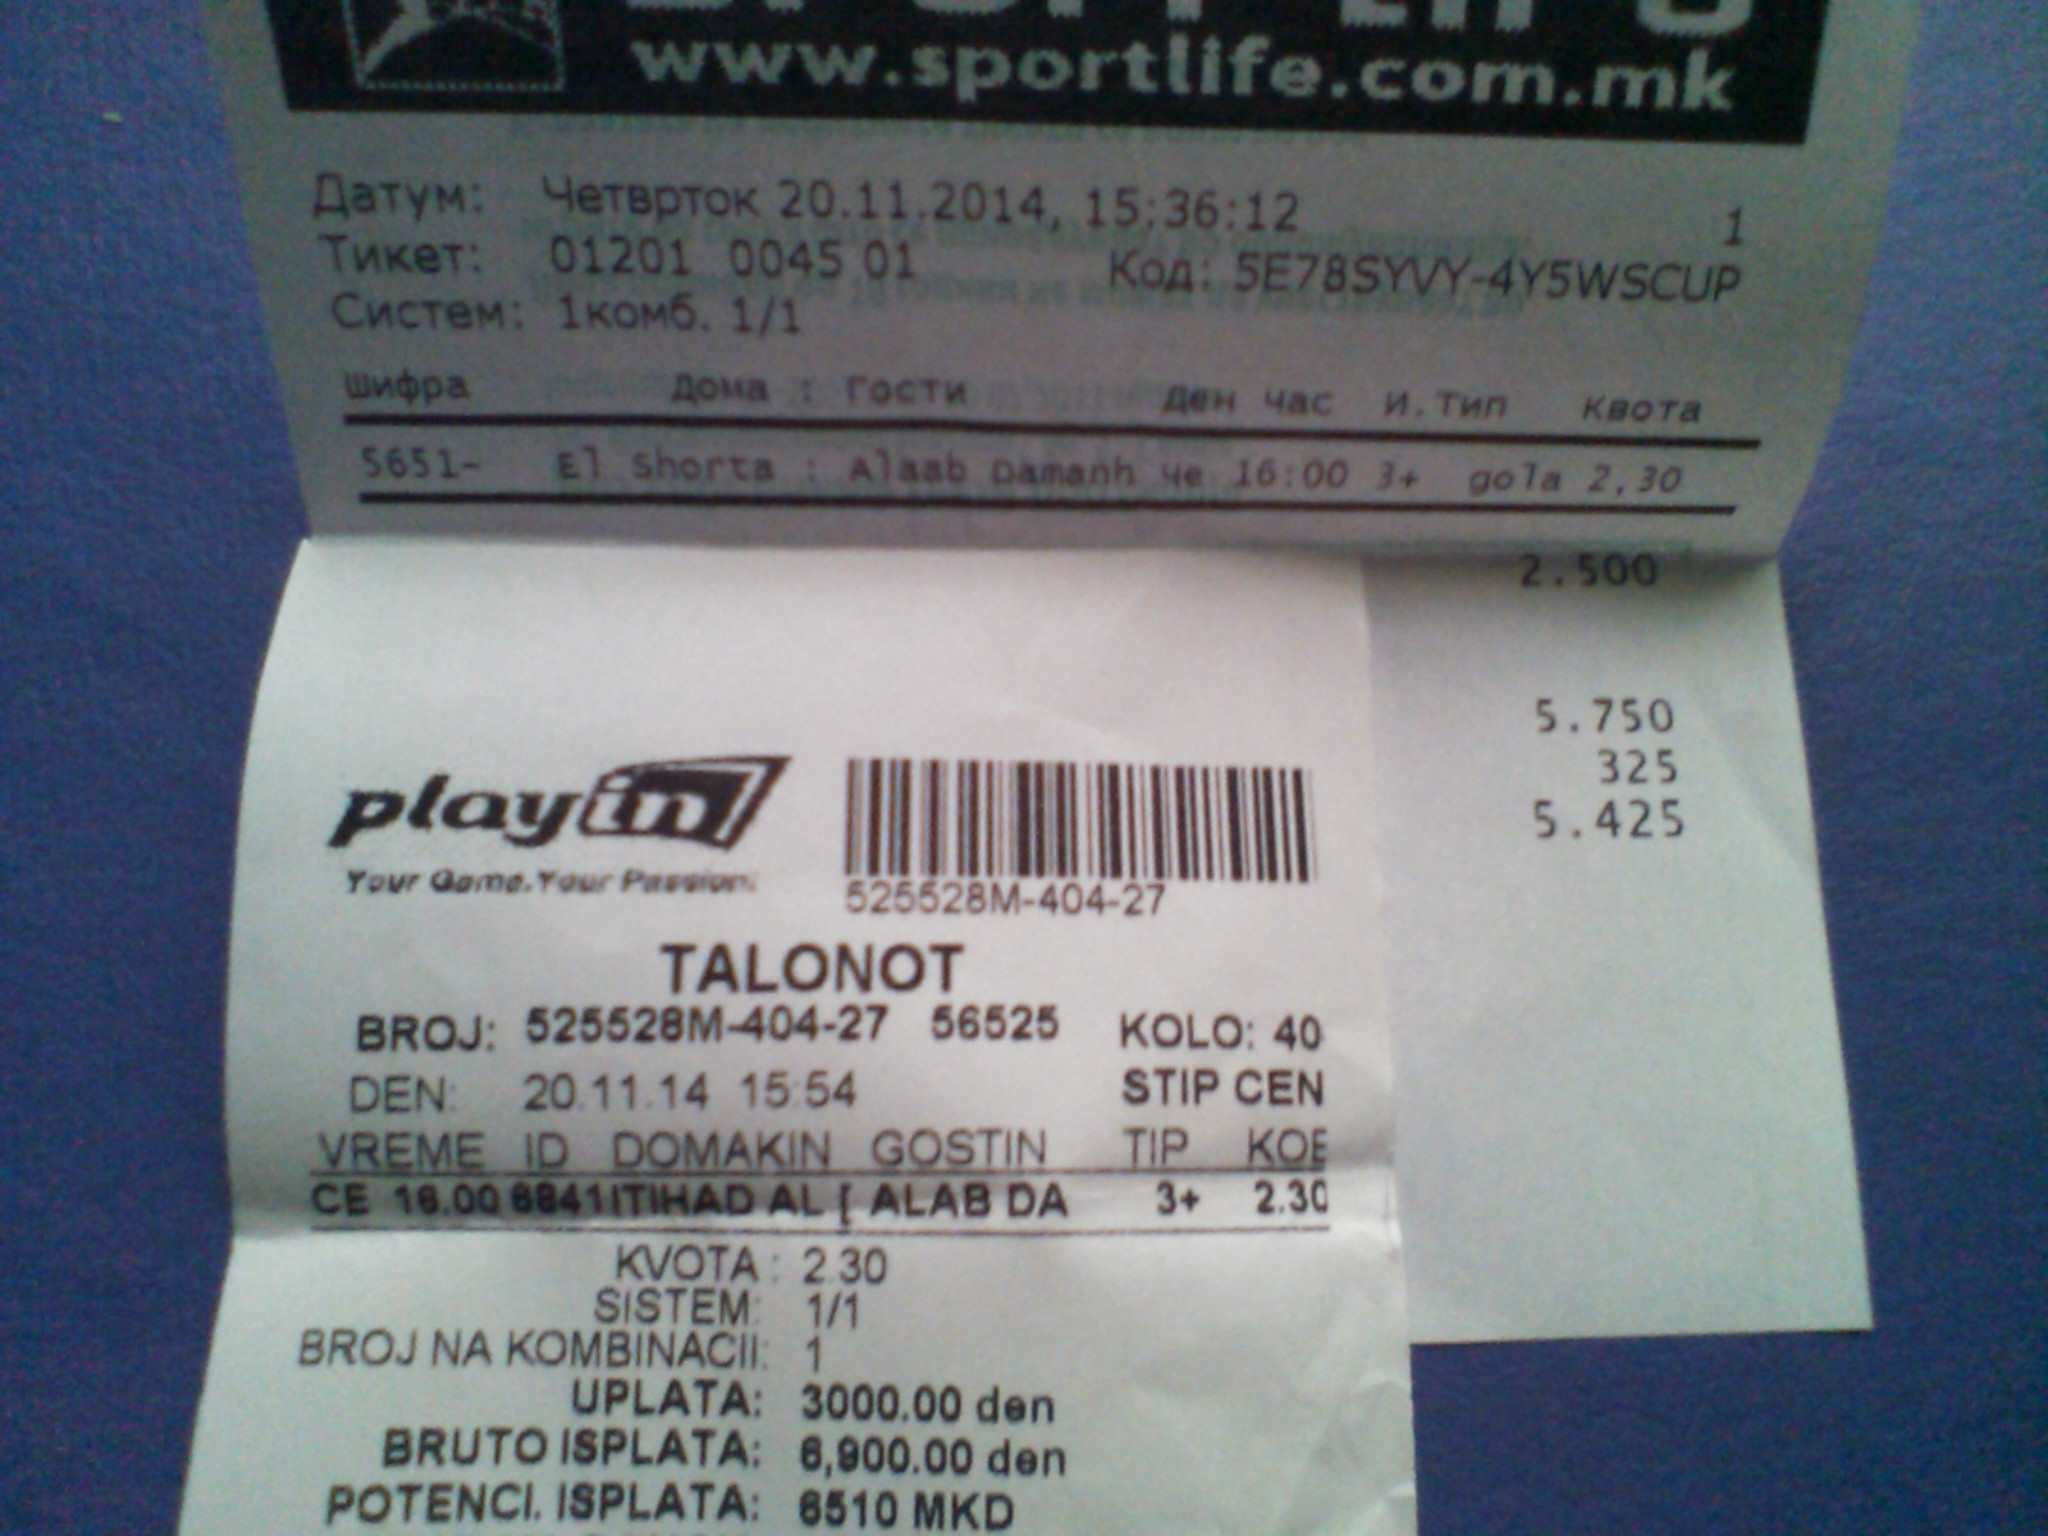 www.sportlife.com.mk
Датум: Четврток 20.11.2014, 15:36:12 1
Тикет: 01201 0045 01 Код: 5E78SYVY-4Y5WSCUP
Систем: 1комб. 1/1
Шифра Дома : Гости Ден Час И.Тип Квота
5651- El Shorta : Alaab Damanh Че 16:00 3+ gola 2,30
2.500
5.750
325
5.425
playin
Your Game.Your Passion.
525528M-404-27
TALONOT
BROJ: 525528M-404-27 56525 KOLO: 40
DEN: 20.11.14 15:54 STIP CEN
VREME ID DOMAKIN GOSTIN TIP KOE
CE 16.00 6841 ITIHAD AL [ ALAB DA 3+ 2.30
KVOTA : 2.30
SISTEM: 1/1
BROJ NA KOMBINACII: 1
UPLATA: 3000.00 den
BRUTO ISPLATA: 6,900.00 den
POTENCI. ISPLATA: 6510 MKD